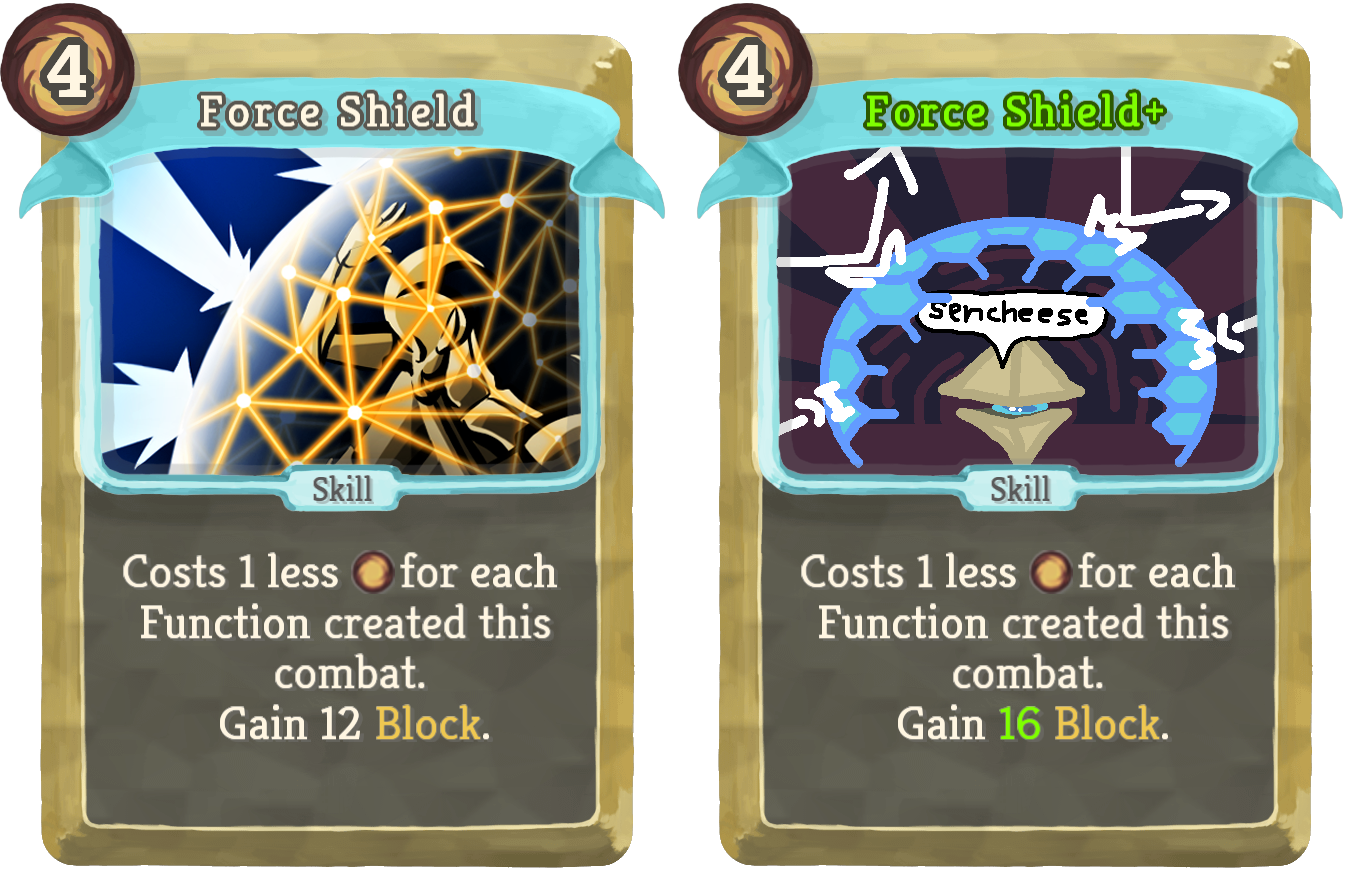 4
Force Shield
Skill
Costs 1 less for each
Function created this
combat.
Gain 12 Block.
4
Force Shield+
sencheese
Skill
Costs 1 less for each
Function created this
combat.
Gain 16 Block.